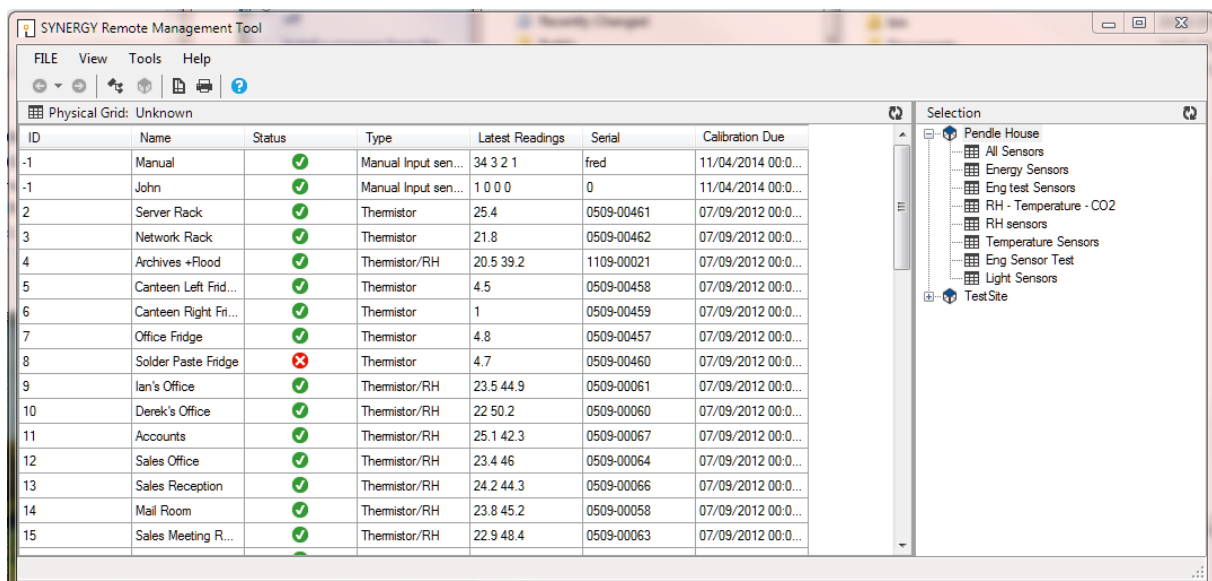 SYNERGY Remote Management Tool
Recently Changed
FILE View Tools Help
Physical Grid: Unknown
Selection
ID Name Status Type Latest Readings Serial Calibration Due
-1 Manual Manual Input sen... 34 3 2 1 fred 11/04/2014 00:0...
-1 John Manual Input sen... 1 0 0 0 0 11/04/2014 00:0...
2 Server Rack Thermistor 25.4 0509-00461 07/09/2012 00:0...
3 Network Rack Thermistor 21.8 0509-00462 07/09/2012 00:0...
4 Archives +Flood Thermistor/RH 20.5 39.2 1109-00021 07/09/2012 00:0...
5 Canteen Left Frid... Thermistor 4.5 0509-00458 07/09/2012 00:0...
6 Canteen Right Fri... Thermistor 1 0509-00459 07/09/2012 00:0...
7 Office Fridge Thermistor 4.8 0509-00457 07/09/2012 00:0...
8 Solder Paste Fridge Thermistor 4.7 0509-00460 07/09/2012 00:0...
9 Ian's Office Thermistor/RH 23.5 44.9 0509-00061 07/09/2012 00:0...
10 Derek's Office Thermistor/RH 22 50.2 0509-00060 07/09/2012 00:0...
11 Accounts Thermistor/RH 25.1 42.3 0509-00067 07/09/2012 00:0...
12 Sales Office Thermistor/RH 23.4 46 0509-00064 07/09/2012 00:0...
13 Sales Reception Thermistor/RH 24.2 44.3 0509-00066 07/09/2012 00:0...
14 Mail Room Thermistor/RH 23.8 45.2 0509-00058 07/09/2012 00:0...
15 Sales Meeting R... Thermistor/RH 22.9 48.4 0509-00063 07/09/2012 00:0...
Pendle House
All Sensors
Energy Sensors
Eng test Sensors
RH - Temperature - CO2
RH sensors
Temperature Sensors
Eng Sensor Test
Light Sensors
TestSite